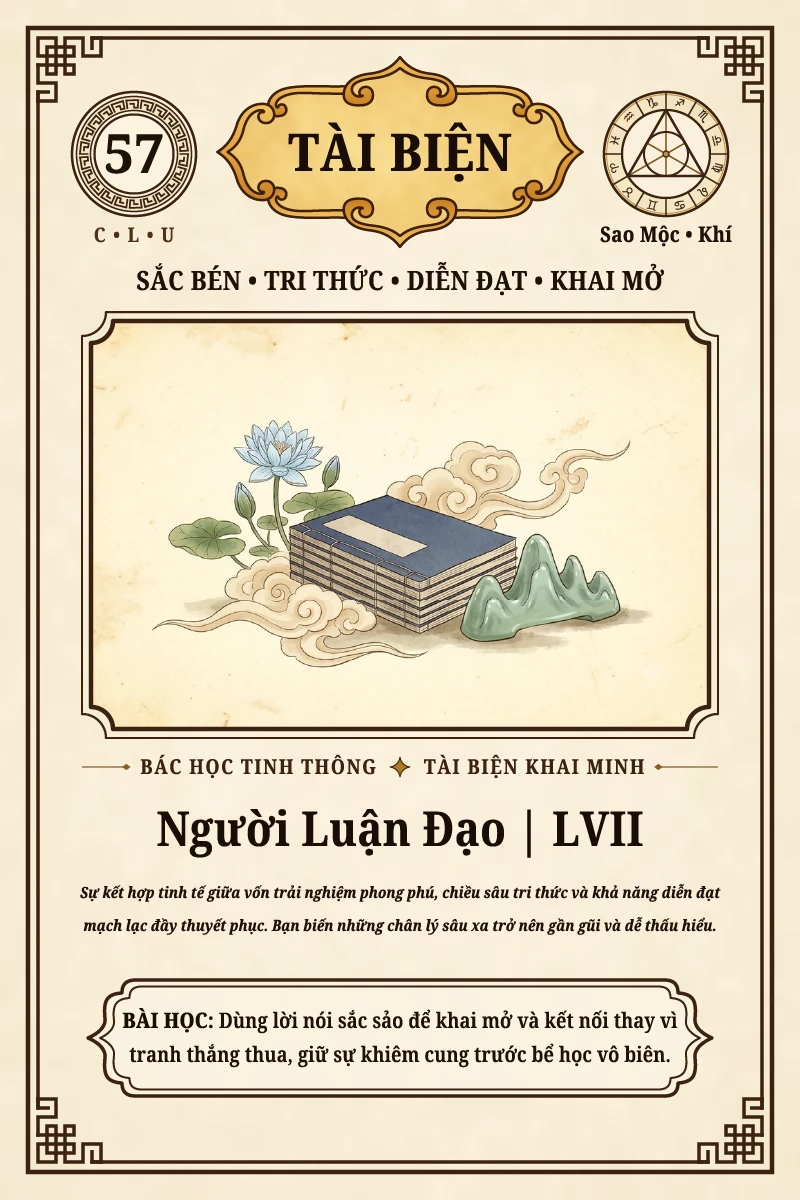 57
TÀI BIỆN
C • L • U
Sao Mộc • Khí
SẮC BÉN • TRI THỨC • DIỄN ĐẠT • KHAI MỞ
BÁC HỌC TINH THÔNG ✦ TÀI BIỆN KHAI MINH
Người Luận Đạo | LVII
Sự kết hợp tinh tế giữa vốn trải nghiệm phong phú, chiều sâu tri thức và khả năng diễn đạt
mạch lạc đầy thuyết phục. Bạn biến những chân lý sâu xa trở nên gần gũi và dễ thấu hiểu.
BÀI HỌC: Dùng lời nói sắc sảo để khai mở và kết nối thay vì
tranh thắng thua, giữ sự khiêm cung trước bể học vô biên.